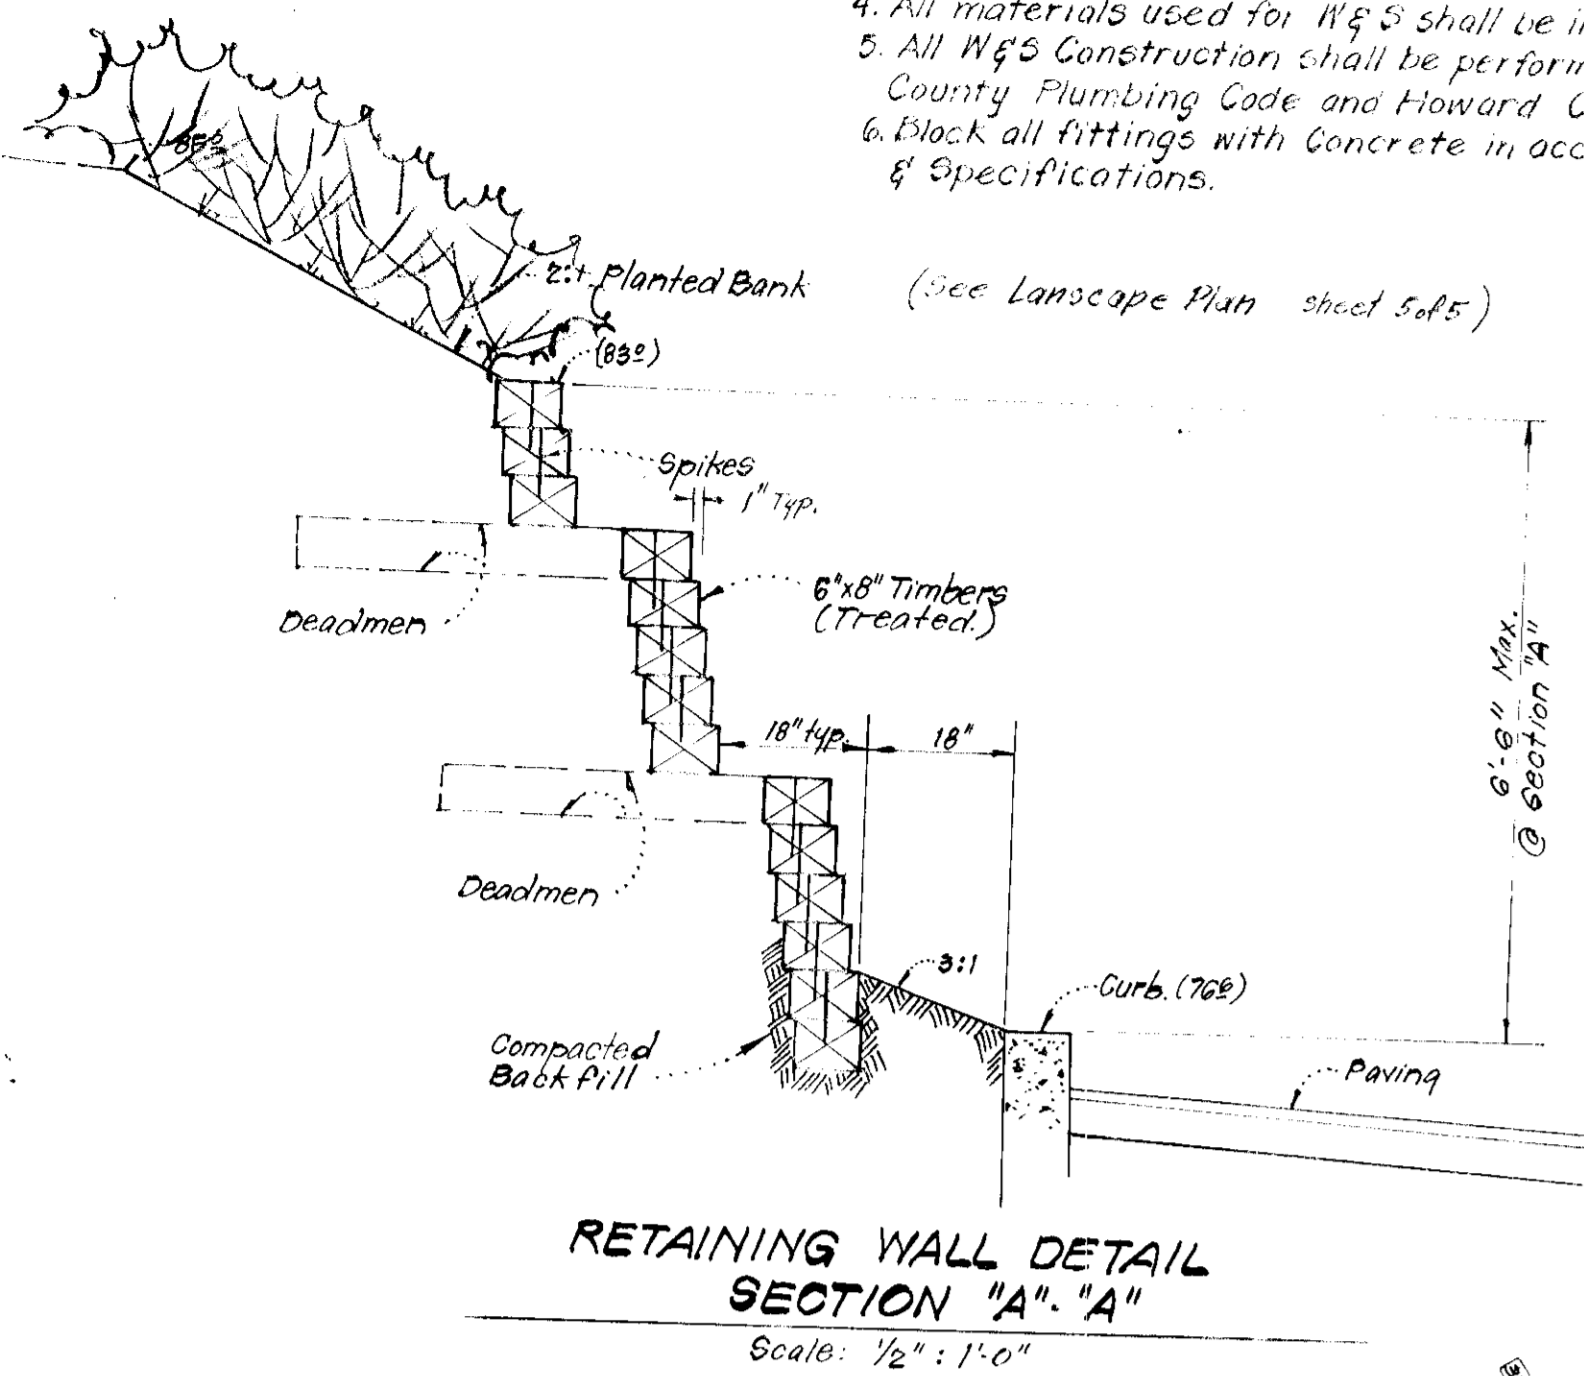 4. All materials used for W & S shall be i
5. All W & S Construction shall be perform
County Plumbing Code and Howard C
6. Block all fittings with Concrete in acc
& Specifications.
2:1 Planted Bank
(See Lanscape Plan sheet 5 of 5)
(83º)
Spikes
1" Typ.
6"x8" Timbers
(Treated.)
Deadmen
6'-6" Max.
@ Section "A"
18" typ.
18"
Deadmen
3:1
Curb. (76⁶)
Compacted
Backfill
Paving
RETAINING WALL DETAIL
SECTION "A"-"A"
Scale: 1/2" : 1'-0"